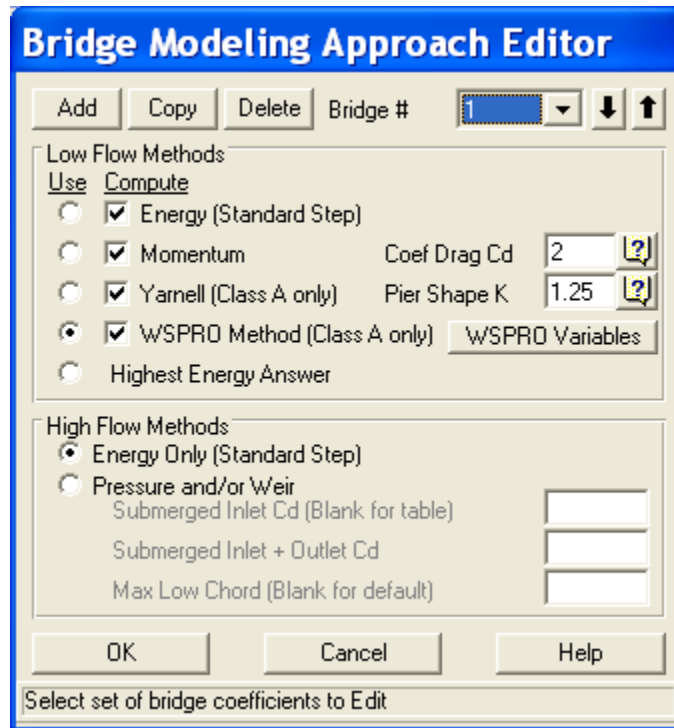 Bridge Modeling Approach Editor
Add Copy Delete Bridge # 1
Low Flow Methods
Use Compute
Energy (Standard Step)
Momentum Coef Drag Cd 2 ?
Yarnell (Class A only) Pier Shape K 1.25 ?
WSPRO Method (Class A only) WSPRO Variables
Highest Energy Answer
High Flow Methods
Energy Only (Standard Step)
Pressure and/or Weir
Submerged Inlet Cd (Blank for table)
Submerged Inlet + Outlet Cd
Max Low Chord (Blank for default)
OK Cancel Help
Select set of bridge coefficients to Edit